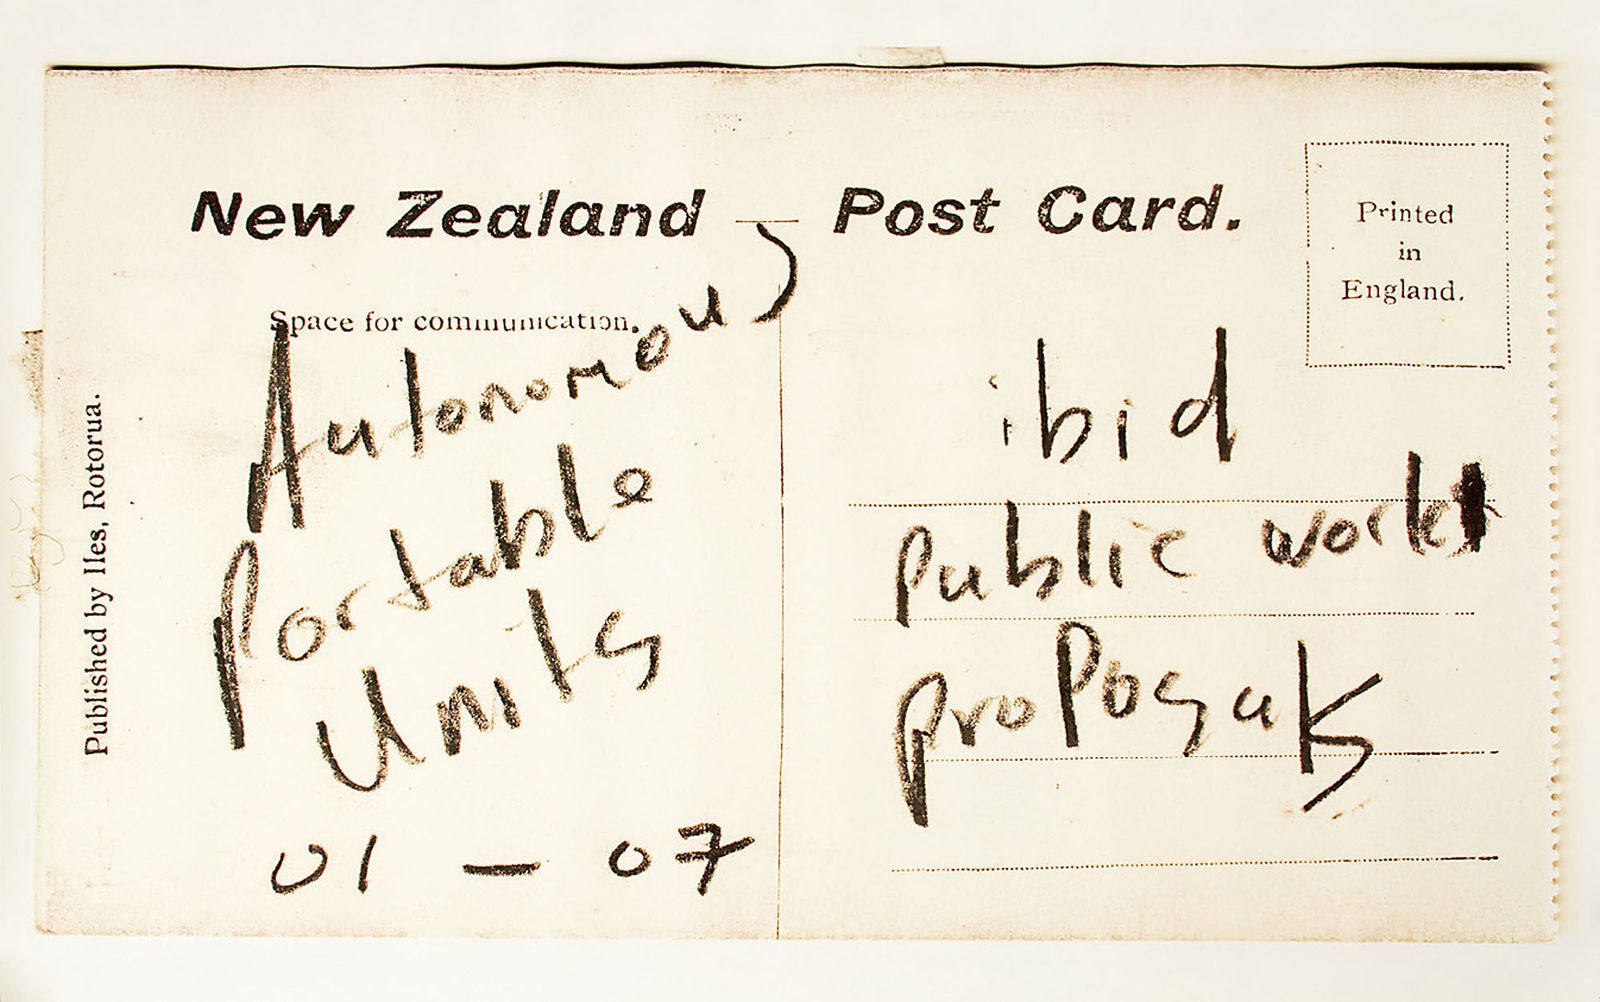 New Zealand — Post Card.
Printed
in
England.
Space for communication.
Published by Iles, Rotorua.
Autonomous
Portable
Units
01 — 07
ibid
Public work
proposals